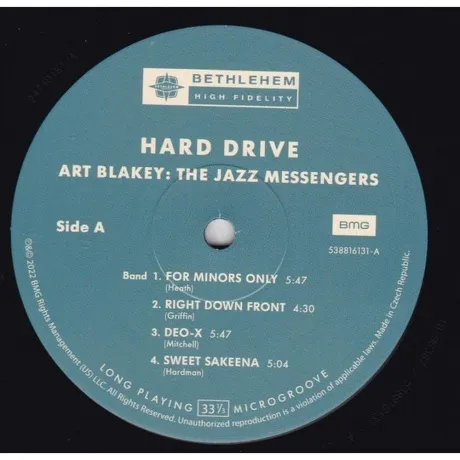 BETHLEHEM
HIGH FIDELITY
HARD DRIVE
ART BLAKEY: THE JAZZ MESSENGERS
Side A
BMG
538816131-A
Band 1. FOR MINORS ONLY 5:47
(Heath)
2. RIGHT DOWN FRONT 4:30
(Griffin)
3. DEO-X 5:47
(Mitchell)
4. SWEET SAKEENA 5:04
(Hardman)
LONG PLAYING 33⅓ MICROGROOVE
℗© 2022 BMG Rights Management (US) LLC. All Rights Reserved. Unauthorized reproduction is a violation of applicable laws. Made in Czech Republic.